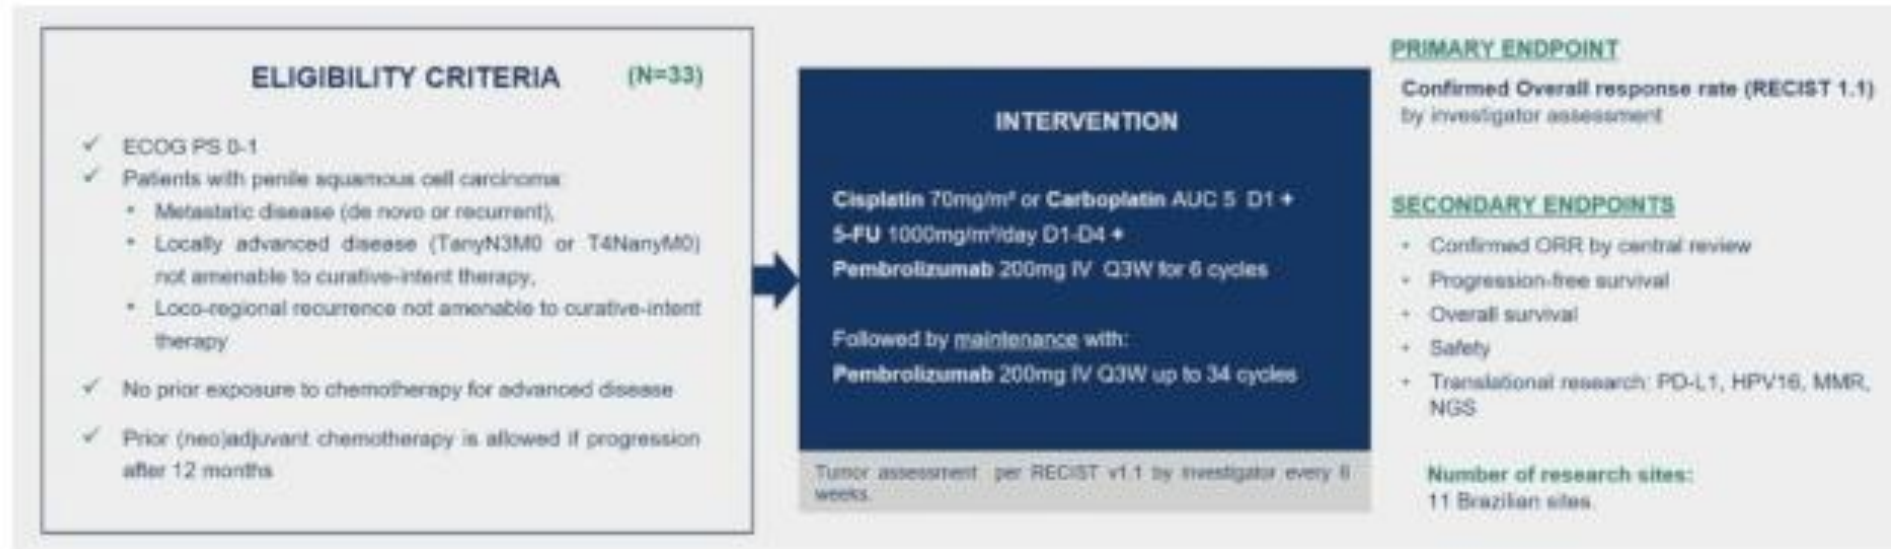 ELIGIBILITY CRITERIA (N=33)
ECOG PS 0-1
Patients with penile squamous cell carcinoma:
Metastatic disease (de novo or recurrent),
Locally advanced disease (TanyN3M0 or T4NanyM0)
not amenable to curative-intent therapy,
Loco-regional recurrence not amenable to curative-intent
therapy
No prior exposure to chemotherapy for advanced disease
Prior (neo)adjuvant chemotherapy is allowed if progression
after 12 months
INTERVENTION
Cisplatin 70mg/m² or Carboplatin AUC 5 D1 +
5-FU 1000mg/m²/day D1-D4 +
Pembrolizumab 200mg IV Q3W for 6 cycles
Followed by maintenance with:
Pembrolizumab 200mg IV Q3W up to 34 cycles
Tumor assessment per RECIST v1.1 by investigator every 6
weeks.
PRIMARY ENDPOINT
Confirmed Overall response rate (RECIST 1.1)
by investigator assessment
SECONDARY ENDPOINTS
Confirmed ORR by central review
Progression-free survival
Overall survival
Safety
Translational research: PD-L1, HPV16, MMR,
NGS
Number of research sites:
11 Brazilian sites